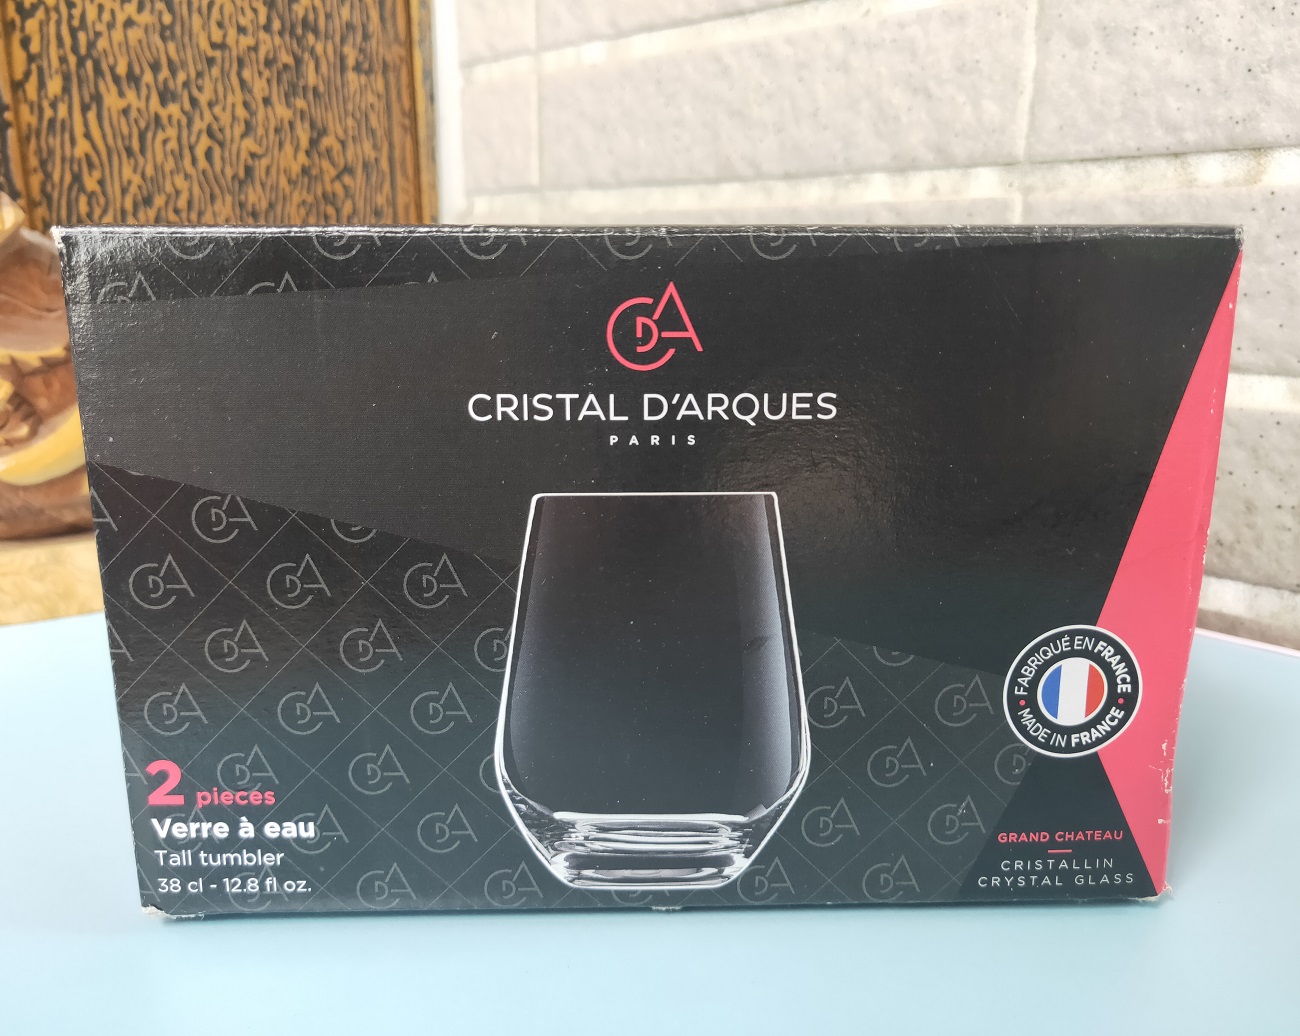 CDA
CRISTAL D'ARQUES
PARIS
FABRIQUÉ EN FRANCE
• MADE IN FRANCE •
2 pieces
Verre à eau
Tall tumbler
38 cl - 12.8 fl oz.
GRAND CHATEAU
CRISTALLIN
CRYSTAL GLASS